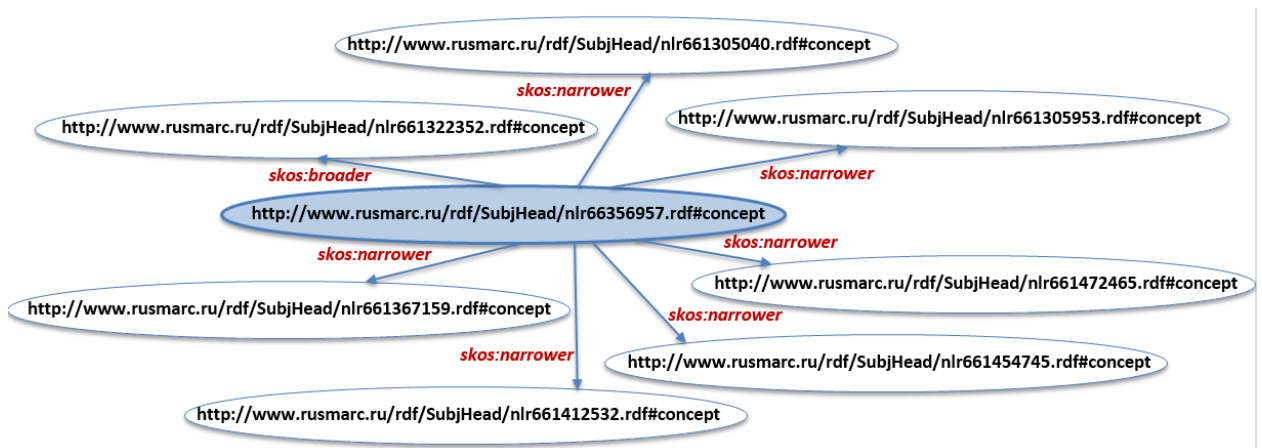 http://www.rusmarc.ru/rdf/SubjHead/nlr661305040.rdf#concept
skos:narrower
http://www.rusmarc.ru/rdf/SubjHead/nlr661305953.rdf#concept
http://www.rusmarc.ru/rdf/SubjHead/nlr661322352.rdf#concept
skos:broader
skos:narrower
http://www.rusmarc.ru/rdf/SubjHead/nlr66356957.rdf#concept
skos:narrower
skos:narrower
http://www.rusmarc.ru/rdf/SubjHead/nlr661472465.rdf#concept
http://www.rusmarc.ru/rdf/SubjHead/nlr661367159.rdf#concept
skos:narrower
skos:narrower
http://www.rusmarc.ru/rdf/SubjHead/nlr661454745.rdf#concept
http://www.rusmarc.ru/rdf/SubjHead/nlr661412532.rdf#concept